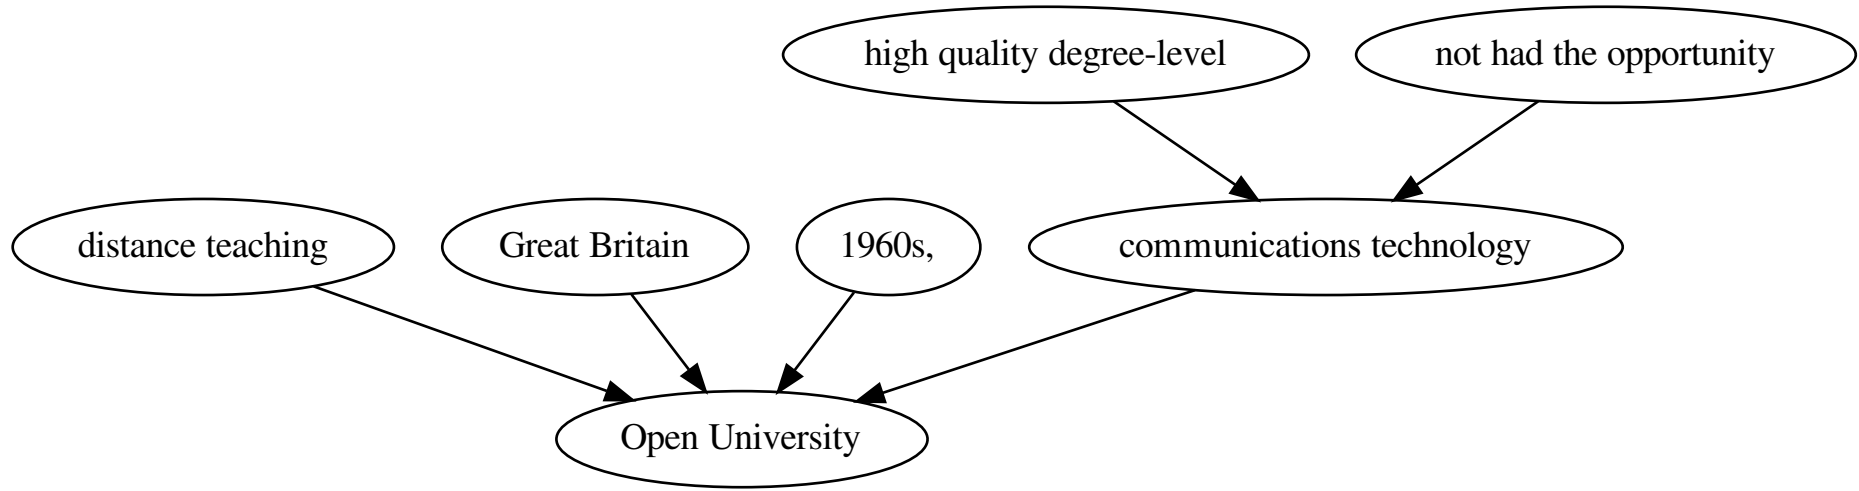 high quality degree-level
not had the opportunity
distance teaching
Great Britain
1960s,
communications technology
Open University